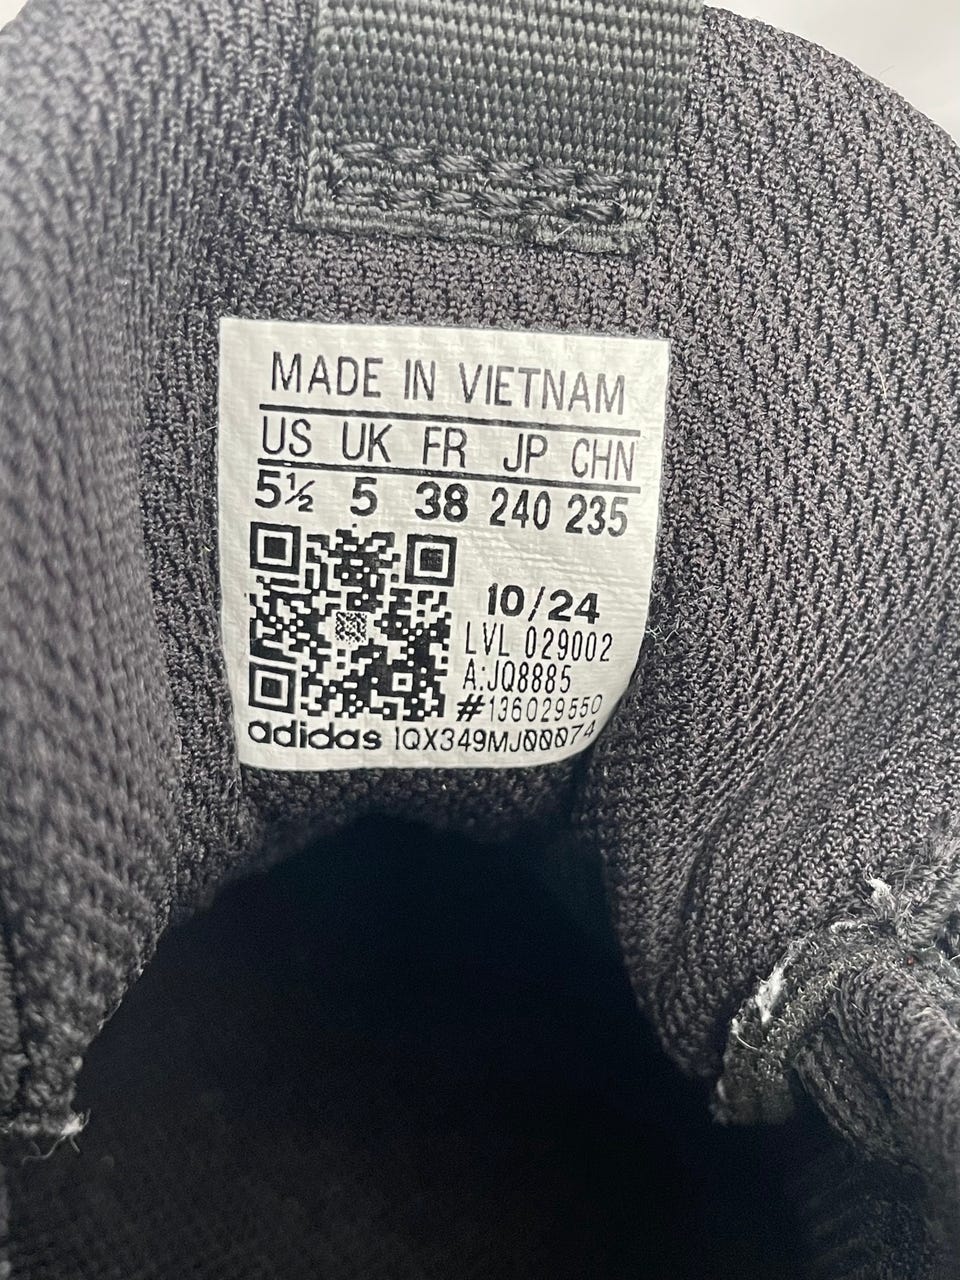 MADE IN VIETNAM
US UK FR JP CHN
5½ 5 38 240 235
10/24
LVL 029002
A:JQ8885
#136029550
adidas 1QX349MJ00074